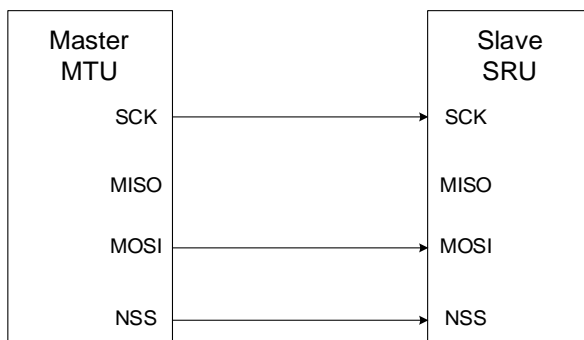 Master
MTU
SCK
MISO
MOSI
NSS
Slave
SRU
SCK
MISO
MOSI
NSS